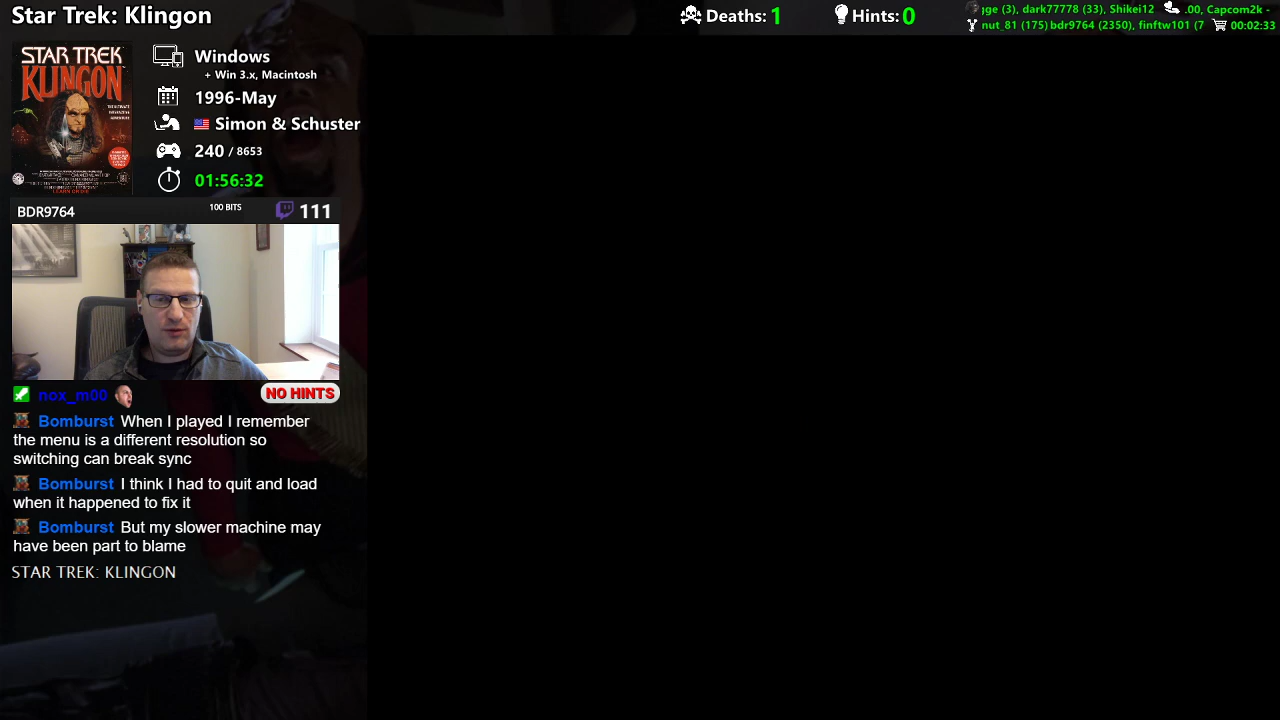 Star Trek: Klingon
Deaths: 1
Hints: 0
gge (3), dark77778 (33), Shikei12
.00, Capcom2k -
nut_81 (175) bdr9764 (2350), finftw101 (7
00:02:33
STAR TREK
KLINGON
Windows
+ Win 3.x, Macintosh
1996-May
Simon & Schuster
240 / 8653
01:56:32
BDR9764
100 BITS
111
nox_m00
NO HINTS
Bomburst When I played I remember
the menu is a different resolution so
switching can break sync
Bomburst I think I had to quit and load
when it happened to fix it
Bomburst But my slower machine may
have been part to blame
STAR TREK: KLINGON